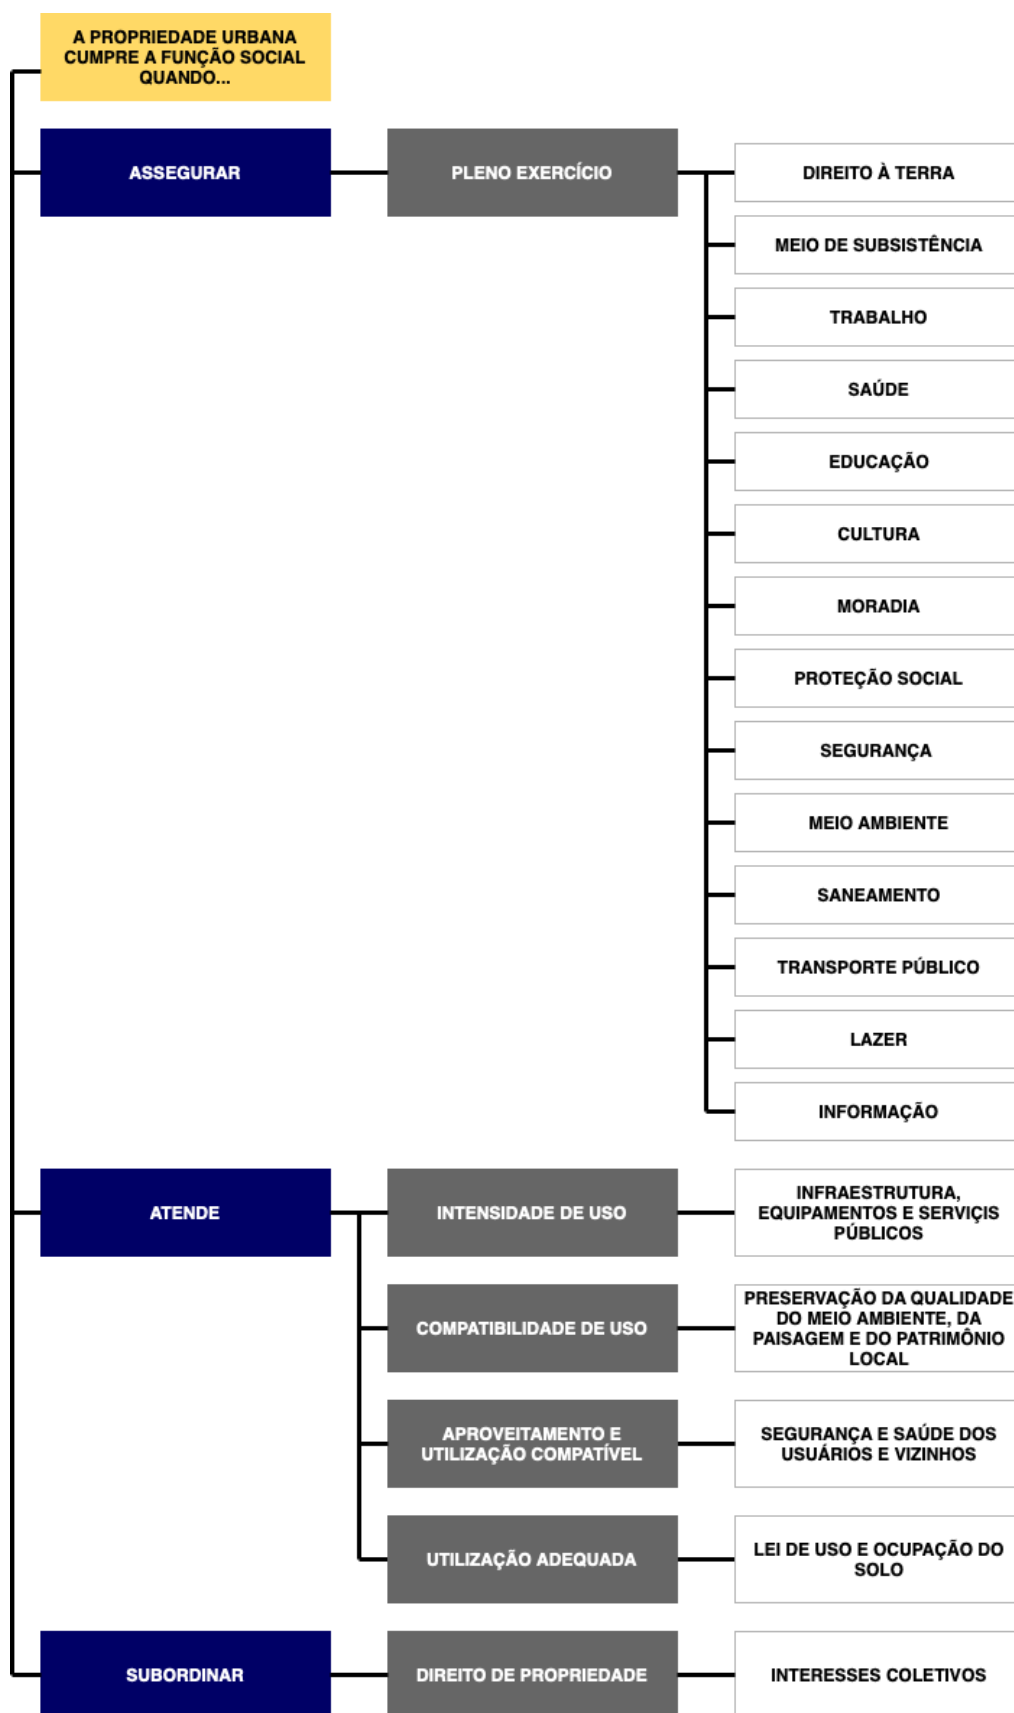 A PROPRIEDADE URBANA
CUMPRE A FUNÇÃO SOCIAL
QUANDO...
ASSEGURAR
PLENO EXERCÍCIO
DIREITO À TERRA
MEIO DE SUBSISTÊNCIA
TRABALHO
SAÚDE
EDUCAÇÃO
CULTURA
MORADIA
PROTEÇÃO SOCIAL
SEGURANÇA
MEIO AMBIENTE
SANEAMENTO
TRANSPORTE PÚBLICO
LAZER
INFORMAÇÃO
ATENDE
INTENSIDADE DE USO
INFRAESTRUTURA,
EQUIPAMENTOS E SERVIÇIS
PÚBLICOS
COMPATIBILIDADE DE USO
PRESERVAÇÃO DA QUALIDADE
DO MEIO AMBIENTE, DA
PAISAGEM E DO PATRIMÔNIO
LOCAL
APROVEITAMENTO E
UTILIZAÇÃO COMPATÍVEL
SEGURANÇA E SAÚDE DOS
USUÁRIOS E VIZINHOS
UTILIZAÇÃO ADEQUADA
LEI DE USO E OCUPAÇÃO DO
SOLO
SUBORDINAR
DIREITO DE PROPRIEDADE
INTERESSES COLETIVOS